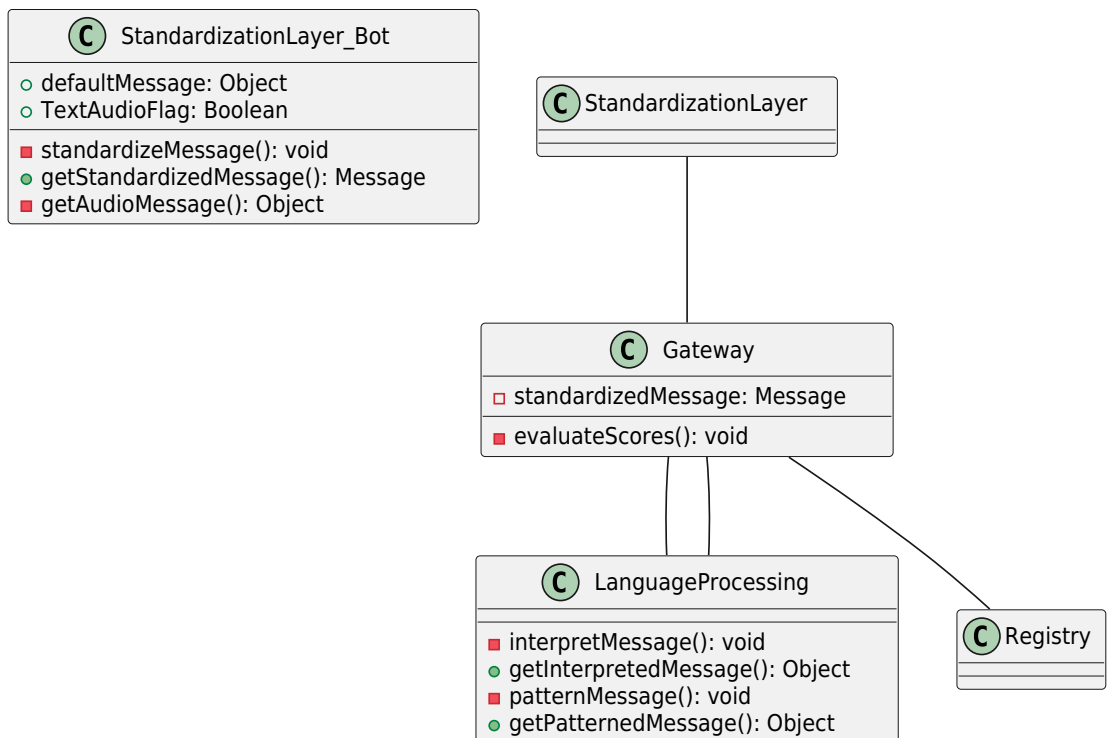 C StandardizationLayer_Bot
defaultMessage: Object
TextAudioFlag: Boolean
standardizeMessage(): void
getStandardizedMessage(): Message
getAudioMessage(): Object
C StandardizationLayer
C Gateway
standardizedMessage: Message
evaluateScores(): void
C LanguageProcessing
interpretMessage(): void
getInterpretedMessage(): Object
patternMessage(): void
getPatternedMessage(): Object
C Registry